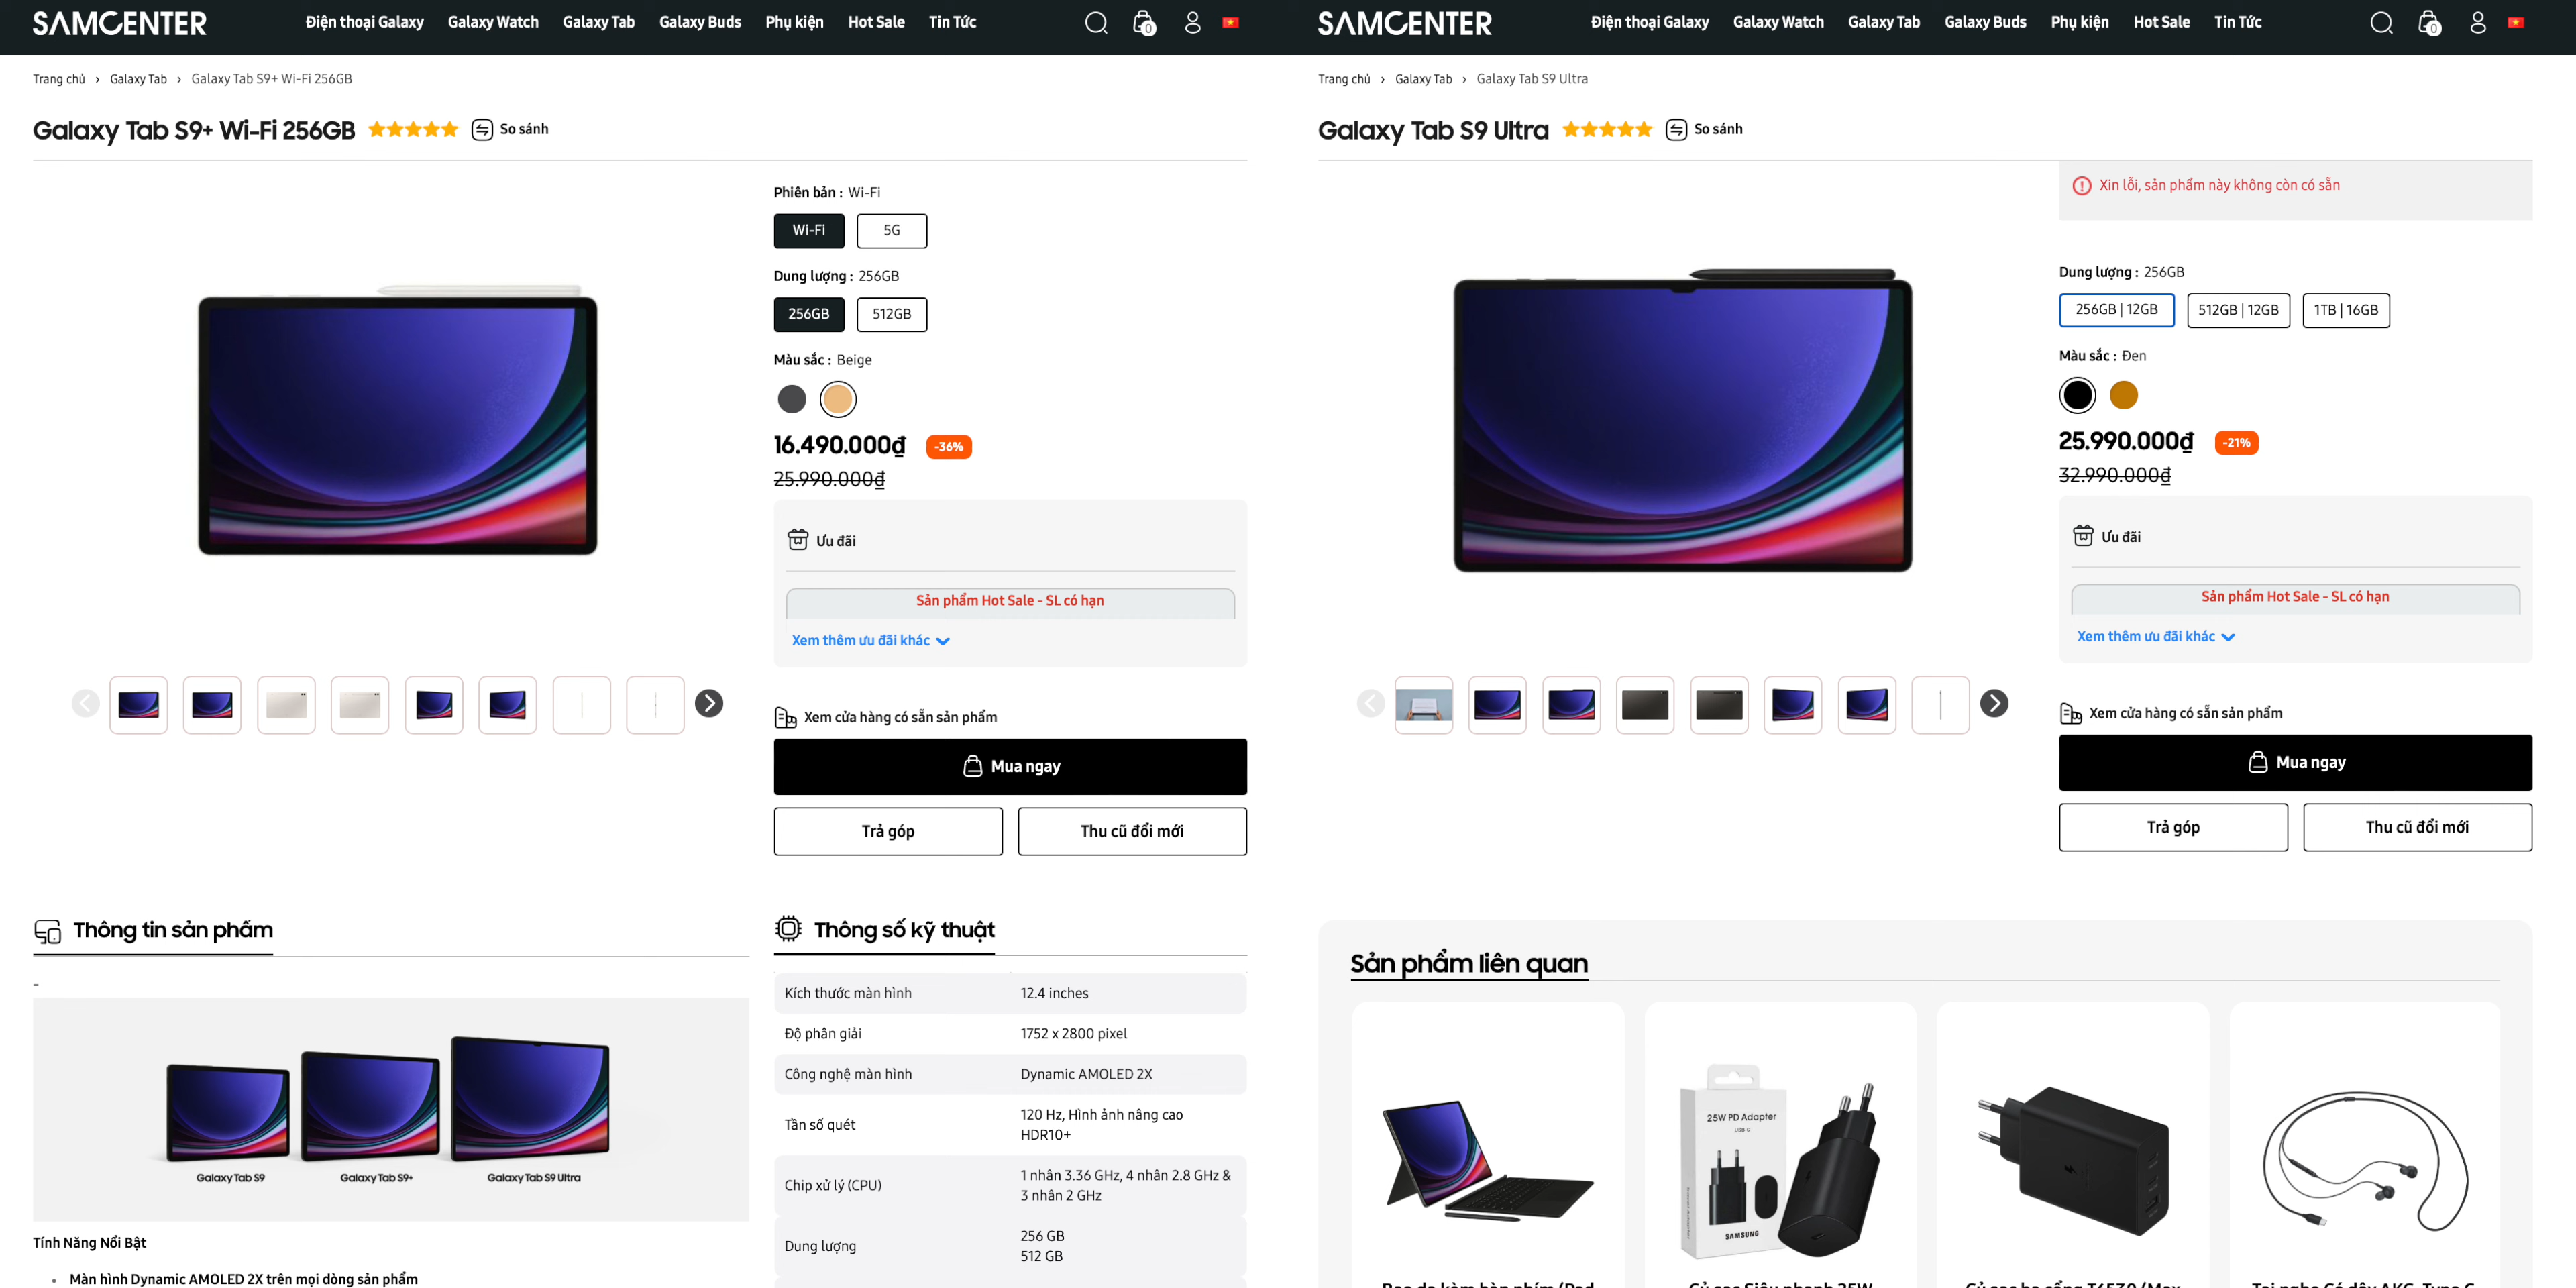 SAMCENTER
Điện thoại Galaxy
Galaxy Watch
Galaxy Tab
Galaxy Buds
Phụ kiện
Hot Sale
Tin Tức
0
Trang chủ › Galaxy Tab › Galaxy Tab S9+ Wi-Fi 256GB
Galaxy Tab S9+ Wi-Fi 256GB
So sánh
Phiên bản : Wi-Fi
Wi-Fi
5G
Dung lượng : 256GB
256GB
512GB
Màu sắc : Beige
16.490.000₫
-36%
25.990.000₫
Ưu đãi
Sản phẩm Hot Sale - SL có hạn
Xem thêm ưu đãi khác
Xem cửa hàng có sẵn sản phẩm
Mua ngay
Trả góp
Thu cũ đổi mới
Thông tin sản phẩm
-
Galaxy Tab S9
Galaxy Tab S9+
Galaxy Tab S9 Ultra
Tính Năng Nổi Bật
• Màn hình Dynamic AMOLED 2X trên mọi dòng sản phẩm
Thông số kỹ thuật
Kích thước màn hình
12.4 inches
Độ phân giải
1752 x 2800 pixel
Công nghệ màn hình
Dynamic AMOLED 2X
Tần số quét
120 Hz, Hình ảnh nâng cao
HDR10+
Chip xử lý (CPU)
1 nhân 3.36 GHz, 4 nhân 2.8 GHz &
3 nhân 2 GHz
Dung lượng
256 GB
512 GB
SAMCENTER
Điện thoại Galaxy
Galaxy Watch
Galaxy Tab
Galaxy Buds
Phụ kiện
Hot Sale
Tin Tức
0
Trang chủ › Galaxy Tab › Galaxy Tab S9 Ultra
Galaxy Tab S9 Ultra
So sánh
Xin lỗi, sản phẩm này không còn có sẵn
Dung lượng : 256GB
256GB | 12GB
512GB | 12GB
1TB | 16GB
Màu sắc : Đen
25.990.000₫
-21%
32.990.000₫
Ưu đãi
Sản phẩm Hot Sale - SL có hạn
Xem thêm ưu đãi khác
Xem cửa hàng có sẵn sản phẩm
Mua ngay
Trả góp
Thu cũ đổi mới
Sản phẩm liên quan
25W PD Adapter
USB-C
SAMSUNG
Bao da kèm bàn phím (Pad
Củ sạc Siêu nhanh 25W
Củ sạc ba cổng T6530 (Max
Tai nghe Có dây AKG, Type C